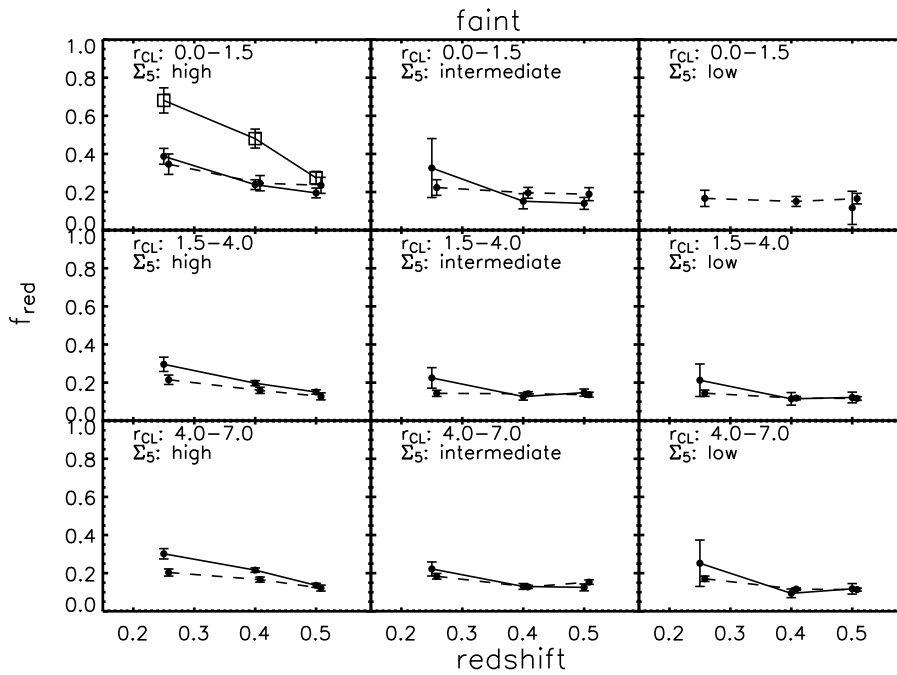 faint
1.0
r_CL: 0.0−1.5
r_CL: 0.0−1.5
r_CL: 0.0−1.5
Σ_5: high
Σ_5: intermediate
Σ_5: low
0.8
0.6
0.4
0.2
0.0
1.0
r_CL: 1.5−4.0
r_CL: 1.5−4.0
r_CL: 1.5−4.0
Σ_5: high
Σ_5: intermediate
Σ_5: low
0.8
f_red
0.6
0.4
0.2
0.0
1.0
r_CL: 4.0−7.0
r_CL: 4.0−7.0
r_CL: 4.0−7.0
Σ_5: high
Σ_5: intermediate
Σ_5: low
0.8
0.6
0.4
0.2
0.0
0.2 0.3 0.4 0.5
0.2 0.3 0.4 0.5
0.2 0.3 0.4 0.5
redshift